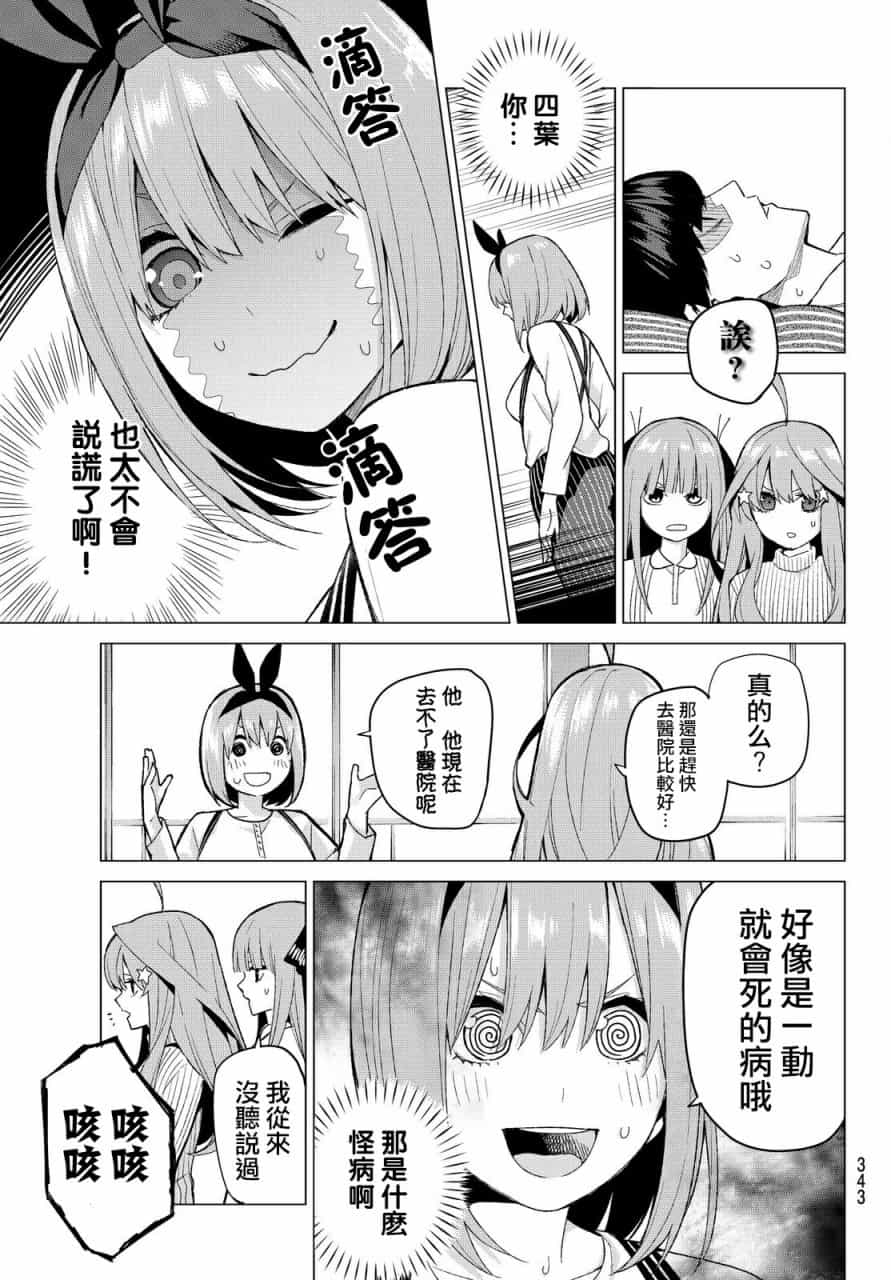 誒?
四葉
你…
滴答
滴答
也太不會
説謊了啊!
真的么?
那還是趕快
去醫院比較好…
他 他現在
去不了醫院呢
好像是一動
就會死的病哦
那是什麽
怪病啊
我從來
沒聽説過
咳咳
咳咳
343